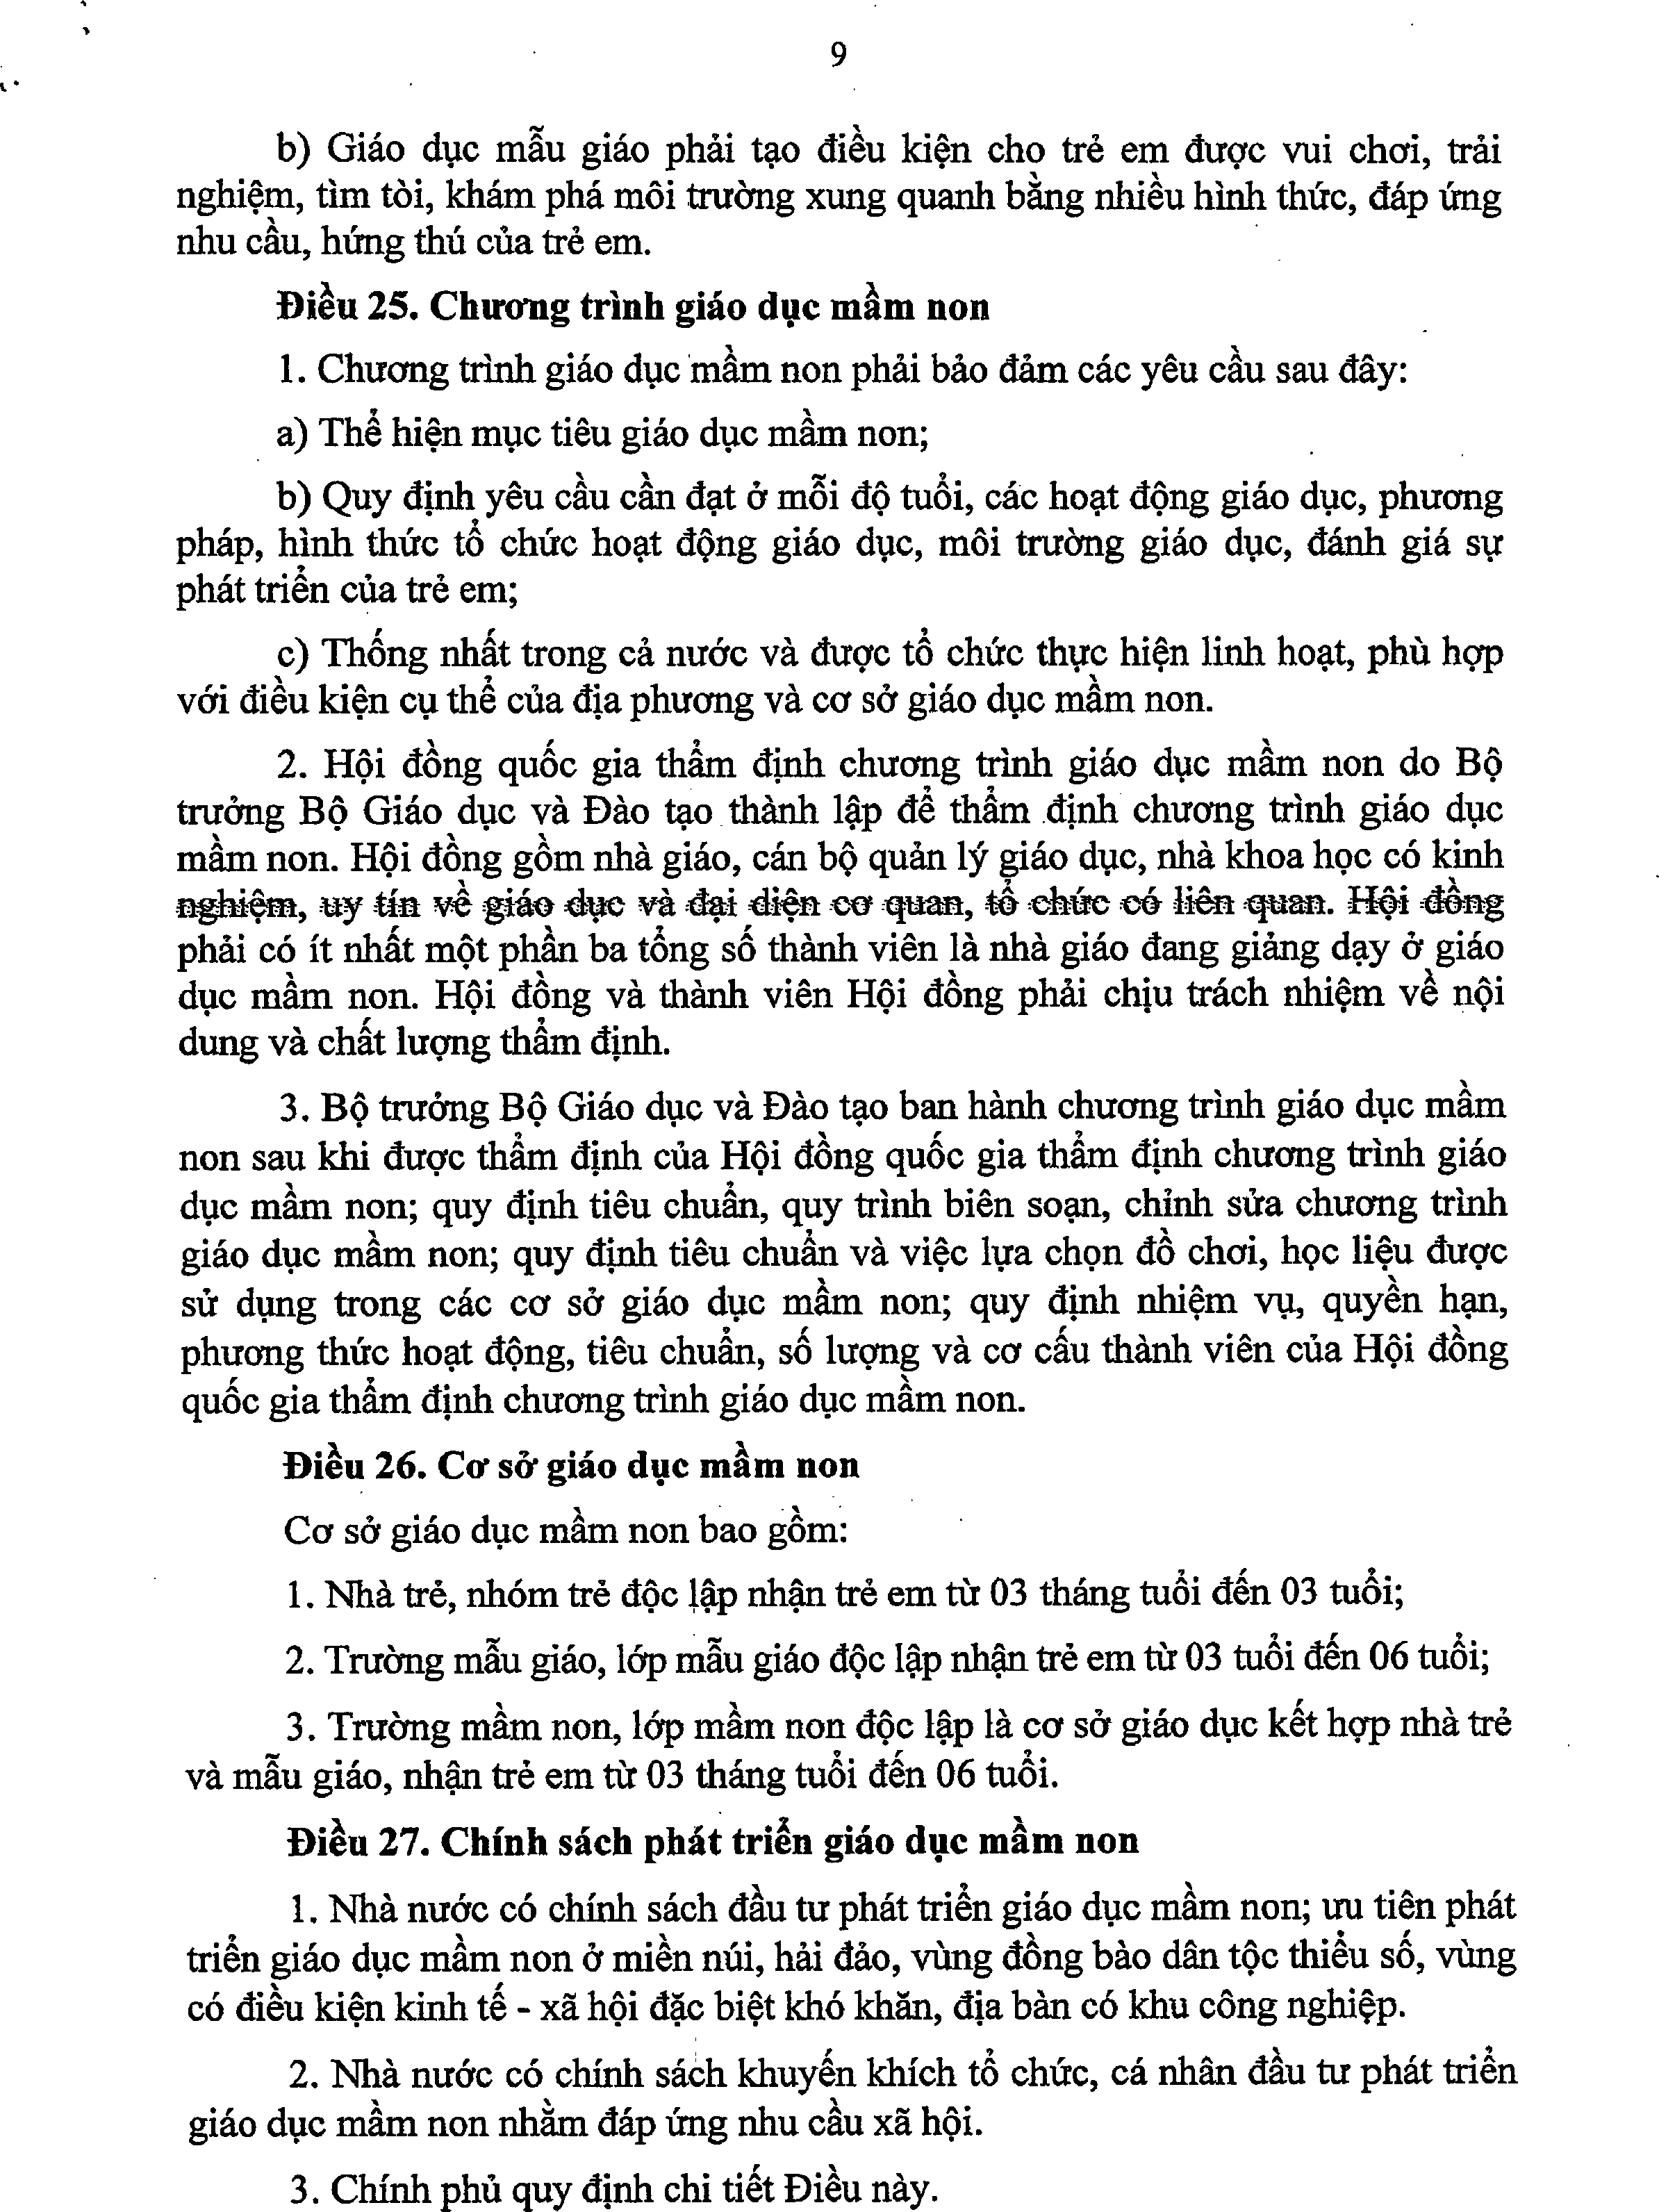 9
b) Giáo dục mẫu giáo phải tạo điều kiện cho trẻ em được vui chơi, trải
nghiệm, tìm tòi, khám phá môi trường xung quanh bằng nhiều hình thức, đáp ứng
nhu cầu, hứng thú của trẻ em.
Điều 25. Chương trình giáo dục mầm non
1. Chương trình giáo dục mầm non phải bảo đảm các yêu cầu sau đây:
a) Thể hiện mục tiêu giáo dục mầm non;
b) Quy định yêu cầu cần đạt ở mỗi độ tuổi, các hoạt động giáo dục, phương
pháp, hình thức tổ chức hoạt động giáo dục, môi trường giáo dục, đánh giá sự
phát triển của trẻ em;
c) Thống nhất trong cả nước và được tổ chức thực hiện linh hoạt, phù hợp
với điều kiện cụ thể của địa phương và cơ sở giáo dục mầm non.
2. Hội đồng quốc gia thẩm định chương trình giáo dục mầm non do Bộ
trưởng Bộ Giáo dục và Đào tạo thành lập để thẩm định chương trình giáo dục
mầm non. Hội đồng gồm nhà giáo, cán bộ quản lý giáo dục, nhà khoa học có kinh
nghiệm, uy tín về giáo dục và đại diện cơ quan, tổ chức có liên quan. Hội đồng
phải có ít nhất một phần ba tổng số thành viên là nhà giáo đang giảng dạy ở giáo
dục mầm non. Hội đồng và thành viên Hội đồng phải chịu trách nhiệm về nội
dung và chất lượng thẩm định.
3. Bộ trưởng Bộ Giáo dục và Đào tạo ban hành chương trình giáo dục mầm
non sau khi được thẩm định của Hội đồng quốc gia thẩm định chương trình giáo
dục mầm non; quy định tiêu chuẩn, quy trình biên soạn, chỉnh sửa chương trình
giáo dục mầm non; quy định tiêu chuẩn và việc lựa chọn đồ chơi, học liệu được
sử dụng trong các cơ sở giáo dục mầm non; quy định nhiệm vụ, quyền hạn,
phương thức hoạt động, tiêu chuẩn, số lượng và cơ cấu thành viên của Hội đồng
quốc gia thẩm định chương trình giáo dục mầm non.
Điều 26. Cơ sở giáo dục mầm non
Cơ sở giáo dục mầm non bao gồm:
1. Nhà trẻ, nhóm trẻ độc lập nhận trẻ em từ 03 tháng tuổi đến 03 tuổi;
2. Trường mẫu giáo, lớp mẫu giáo độc lập nhận trẻ em từ 03 tuổi đến 06 tuổi;
3. Trường mầm non, lớp mầm non độc lập là cơ sở giáo dục kết hợp nhà trẻ
và mẫu giáo, nhận trẻ em từ 03 tháng tuổi đến 06 tuổi.
Điều 27. Chính sách phát triển giáo dục mầm non
1. Nhà nước có chính sách đầu tư phát triển giáo dục mầm non; ưu tiên phát
triển giáo dục mầm non ở miền núi, hải đảo, vùng đồng bào dân tộc thiểu số, vùng
có điều kiện kinh tế - xã hội đặc biệt khó khăn, địa bàn có khu công nghiệp.
2. Nhà nước có chính sách khuyến khích tổ chức, cá nhân đầu tư phát triển
giáo dục mầm non nhằm đáp ứng nhu cầu xã hội.
3. Chính phủ quy định chi tiết Điều này.